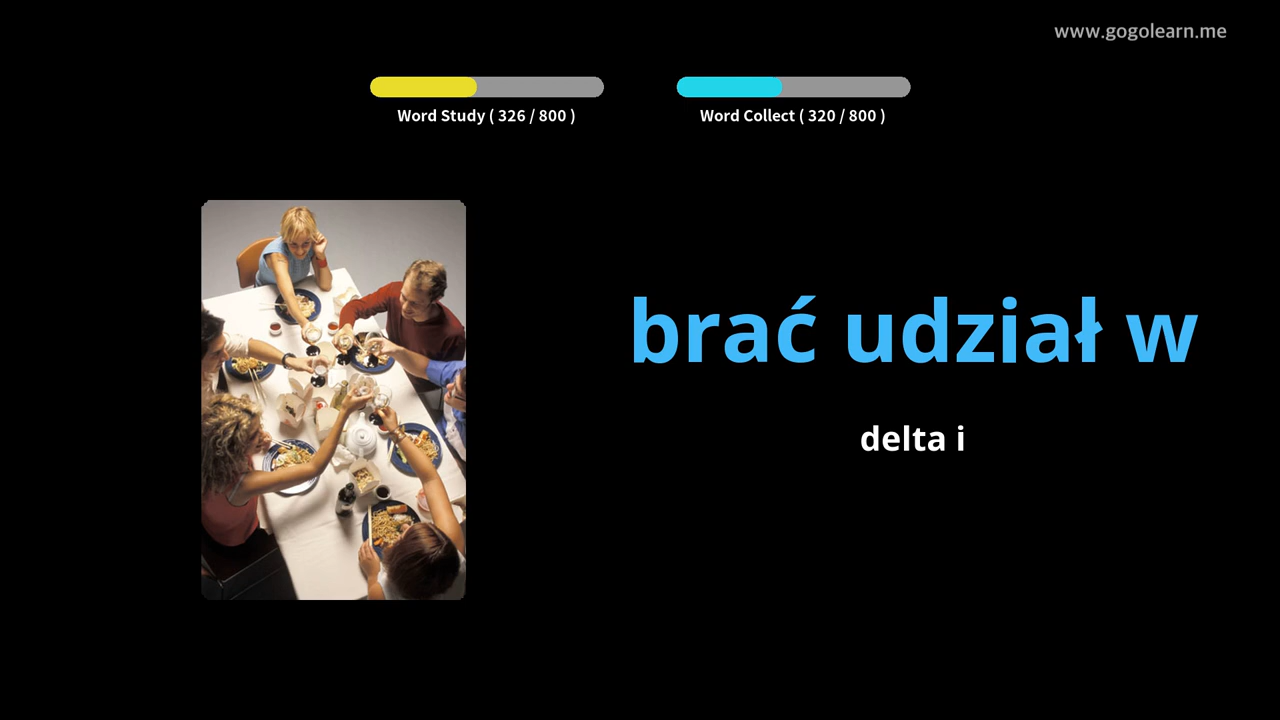 www.gogolearn.me
Word Study ( 326 / 800 )
Word Collect ( 320 / 800 )
brać udział w
delta i